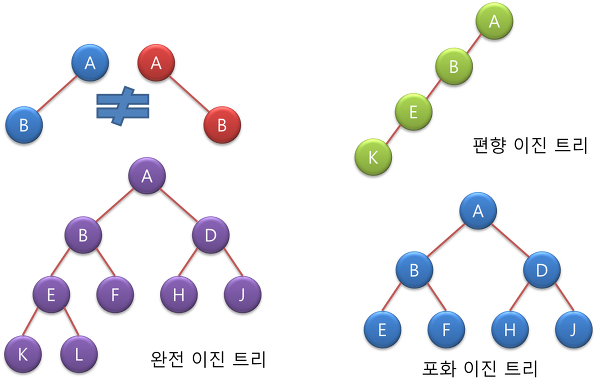 A A
B B
A
B
E
K
편향 이진 트리
A
B D
E F H J
K L
완전 이진 트리
A
B D
E F H J
포화 이진 트리